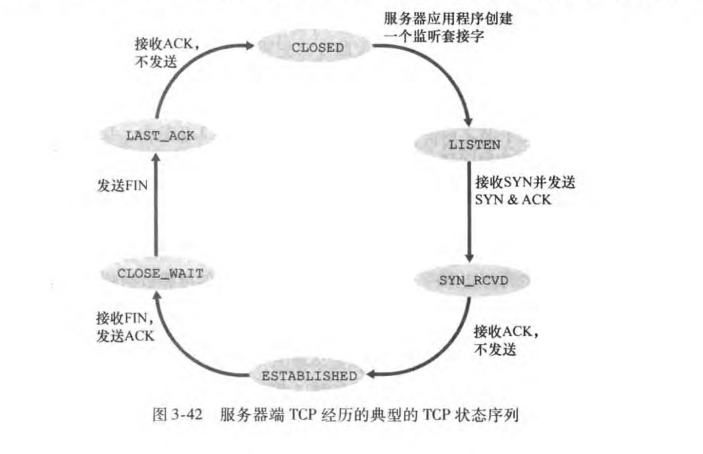 服务器应用程序创建
一个监听套接字
接收ACK，
不发送
CLOSED
LAST_ACK
LISTEN
发送FIN
接收SYN并发送
SYN & ACK
CLOSE_WAIT
SYN_RCVD
接收FIN，
发送ACK
接收ACK，
不发送
ESTABLISHED
图 3-42 服务器端 TCP 经历的典型的 TCP 状态序列